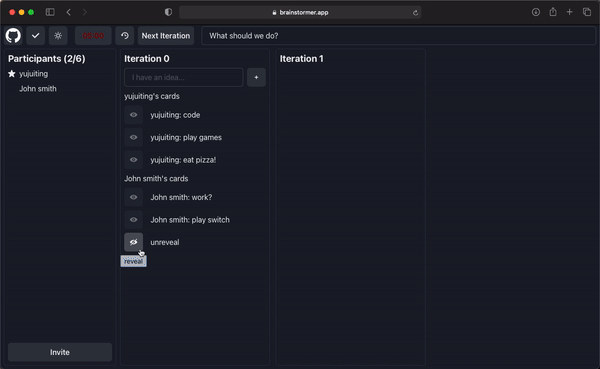 brainstormer.app
Next Iteration
What should we do?
Participants (2/6)
yujuiting
John smith
Invite
Iteration 0
I have an idea...
+
yujuiting's cards
yujuiting: code
yujuiting: play games
yujuiting: eat pizza!
John smith's cards
John smith: work?
John smith: play switch
unreveal
reveal
Iteration 1